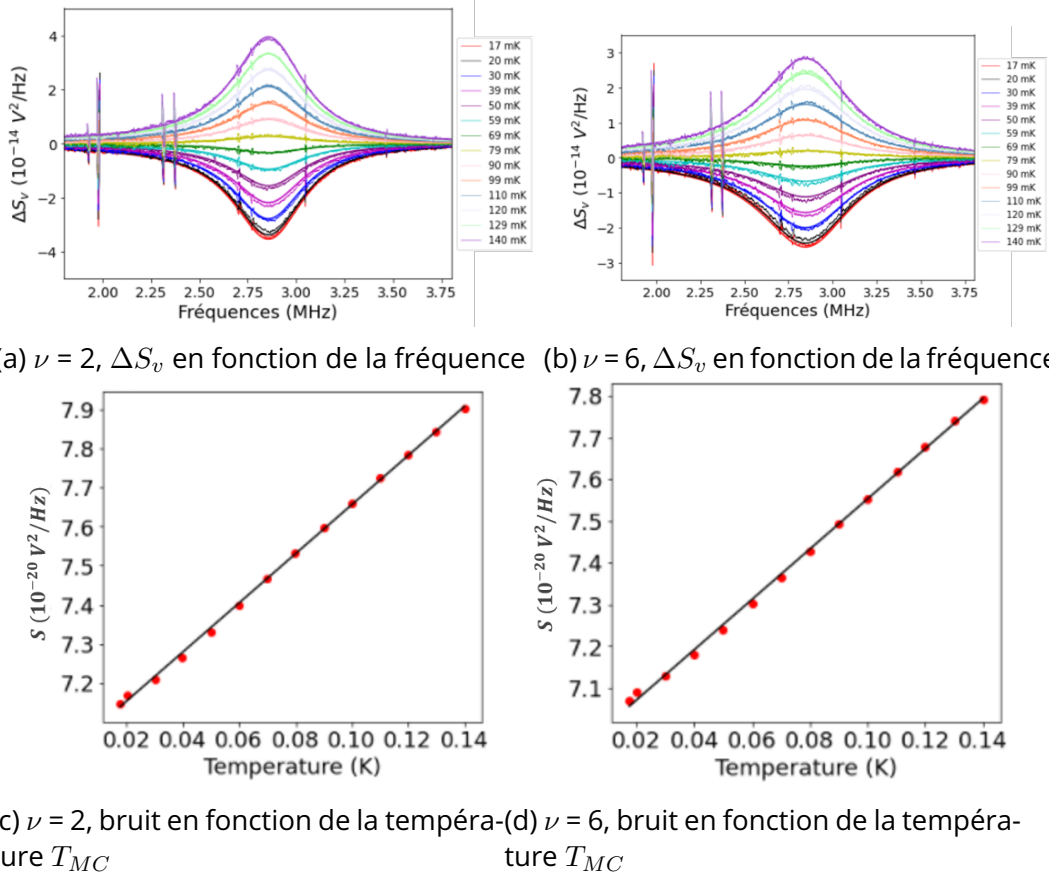 4
2
0
−2
−4
ΔS_v (10⁻¹⁴ V²/Hz)
2.00 2.25 2.50 2.75 3.00 3.25 3.50 3.75
Fréquences (MHz)
17 mK
20 mK
30 mK
39 mK
50 mK
59 mK
69 mK
79 mK
90 mK
99 mK
110 mK
120 mK
129 mK
140 mK
3
2
1
0
−1
−2
−3
ΔS_v (10⁻¹⁴ V²/Hz)
2.00 2.25 2.50 2.75 3.00 3.25 3.50 3.75
Fréquences (MHz)
17 mK
20 mK
30 mK
39 mK
50 mK
59 mK
69 mK
79 mK
90 mK
99 mK
110 mK
120 mK
129 mK
140 mK
(a) ν = 2, ΔS_v en fonction de la fréquence
(b) ν = 6, ΔS_v en fonction de la fréquence
7.9
7.8
7.7
7.6
7.5
7.4
7.3
7.2
S (10⁻²⁰ V²/Hz)
0.02 0.04 0.06 0.08 0.10 0.12 0.14
Temperature (K)
7.8
7.7
7.6
7.5
7.4
7.3
7.2
7.1
S (10⁻²⁰ V²/Hz)
0.02 0.04 0.06 0.08 0.10 0.12 0.14
Temperature (K)
c) ν = 2, bruit en fonction de la tempéra-
ure T_MC
(d) ν = 6, bruit en fonction de la tempéra-
ture T_MC